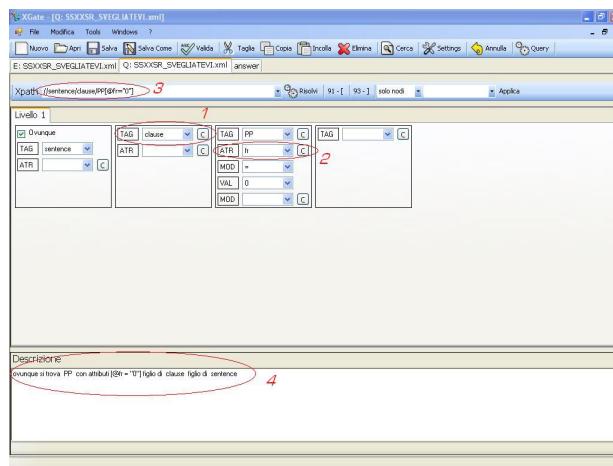 XGate - [Q: SSXXSR_SVEGLIATEVI.xml]
File Modifica Tools Windows ?
Nuovo Apri Salva Salva Come Valida Taglia Copia Incolla Elimina Cerca Settings Annulla Query
E: SSXXSR_SVEGLIATEVI.xml Q: SSXXSR_SVEGLIATEVI.xml answer
Xpath //sentence/clause/PP[@fr="0"] 3 Risolvi 91 - [ 93 - ] solo nodi Applica
Livello 1 1
Ovunque TAG clause C TAG PP C TAG C
TAG sentence ATR C ATR fr C 2
ATR C MOD =
VAL 0
MOD C
Descrizione
ovunque si trova PP con attributi [@fr = "0"] figlio di clause figlio di sentence 4